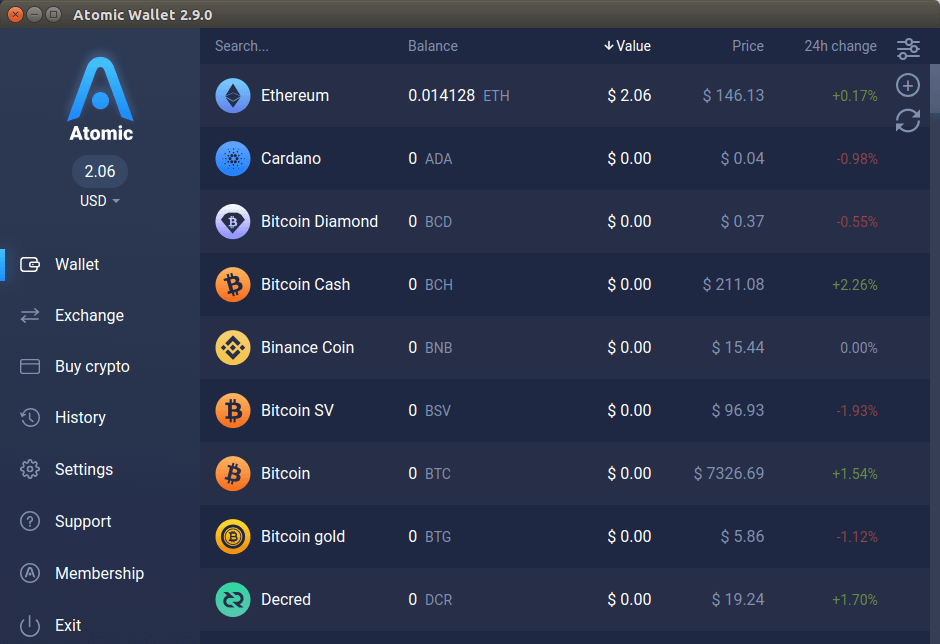 Atomic Wallet 2.9.0
Atomic
2.06
USD
Wallet
Exchange
Buy crypto
History
Settings
Support
Membership
Exit
Search... Balance Value Price 24h change
Ethereum 0.014128 ETH $ 2.06 $ 146.13 +0.17%
Cardano 0 ADA $ 0.00 $ 0.04 -0.98%
Bitcoin Diamond 0 BCD $ 0.00 $ 0.37 -0.55%
Bitcoin Cash 0 BCH $ 0.00 $ 211.08 +2.26%
Binance Coin 0 BNB $ 0.00 $ 15.44 0.00%
Bitcoin SV 0 BSV $ 0.00 $ 96.93 -1.93%
Bitcoin 0 BTC $ 0.00 $ 7326.69 +1.54%
Bitcoin gold 0 BTG $ 0.00 $ 5.86 -1.12%
Decred 0 DCR $ 0.00 $ 19.24 +1.70%